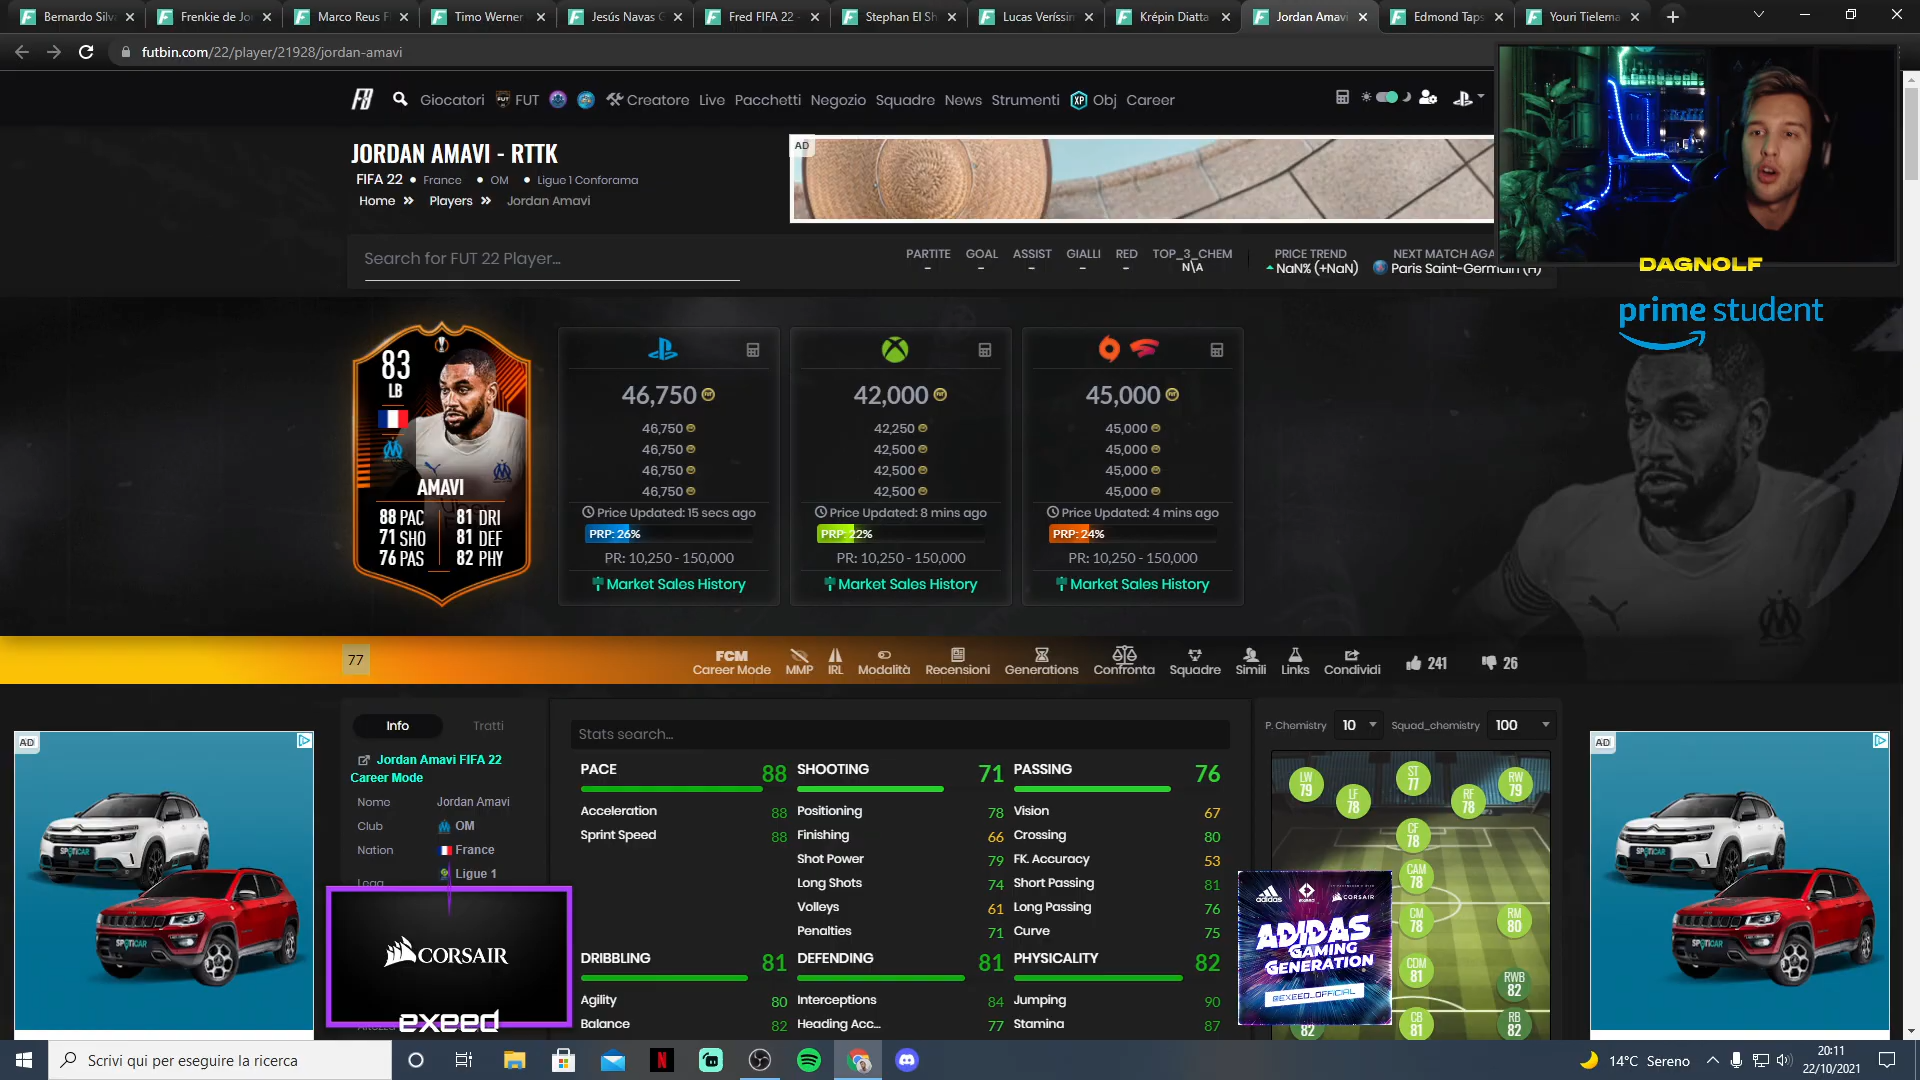 Bernardo Silv
Frenkie de Jo
Marco Reus F
Timo Werner
Jesús Navas G
Fred FIFA 22 -
Stephan El Sh
Lucas Veríssim
Krépin Diatta
Jordan Amavi
Edmond Taps
Youri Tielema
futbin.com/22/player/21928/jordan-amavi
Giocatori FUT Creatore Live Pacchetti Negozio Squadre News Strumenti XP Obj Career
JORDAN AMAVI - RTTK
FIFA 22 • France • OM • Ligue 1 Conforama
Home » Players » Jordan Amavi
AD
Search for FUT 22 Player...
PARTITE GOAL ASSIST GIALLI RED TOP_3_CHEM PRICE TREND NEXT MATCH AGA
- - - - - N\A NaN% (+NaN) Paris Saint-Germain (H)
DAGNOLF
prime student
83
LB
AMAVI
88 PAC 81 DRI
71 SHO 81 DEF
76 PAS 82 PHY
46,750
46,750
46,750
46,750
46,750
Price Updated: 15 secs ago
PRP: 26%
PR: 10,250 - 150,000
Market Sales History
42,000
42,250
42,500
42,500
42,500
Price Updated: 8 mins ago
PRP: 22%
PR: 10,250 - 150,000
Market Sales History
45,000
45,000
45,000
45,000
45,000
Price Updated: 4 mins ago
PRP: 24%
PR: 10,250 - 150,000
Market Sales History
77
FCM
Career Mode MMP IRL Modalità Recensioni Generations Confronta Squadre Simili Links Condividi 241 26
AD
SPOTICAR
SPOTICAR
Info Tratti
Jordan Amavi FIFA 22
Career Mode
Nome Jordan Amavi
Club OM
Nation France
Lega Ligue 1
CORSAIR
exeed
Stats search...
PACE 88
Acceleration 88
Sprint Speed 88
SHOOTING 71
Positioning 78
Finishing 66
Shot Power 79
Long Shots 74
Volleys 61
Penalties 71
PASSING 76
Vision 67
Crossing 80
FK. Accuracy 53
Short Passing 81
Long Passing 76
Curve 75
DRIBBLING 81
Agility 80
Balance 82
DEFENDING 81
Interceptions 84
Heading Acc... 77
PHYSICALITY 82
Jumping 90
Stamina 87
P. Chemistry 10 Squad_chemistry 100
LW 79
ST 77
RW 79
LF 78
RF 78
CF 78
CAM 78
CM 78
RM 80
CDM 81
RWB 82
82
CB 81
RB 82
adidas CORSAIR
ADIDAS
GAMING
GENERATION
@EXEED_OFFICIAL
AD
SPOTICAR
SPOTICAR
Scrivi qui per eseguire la ricerca
14°C Sereno
20:11
22/10/2021